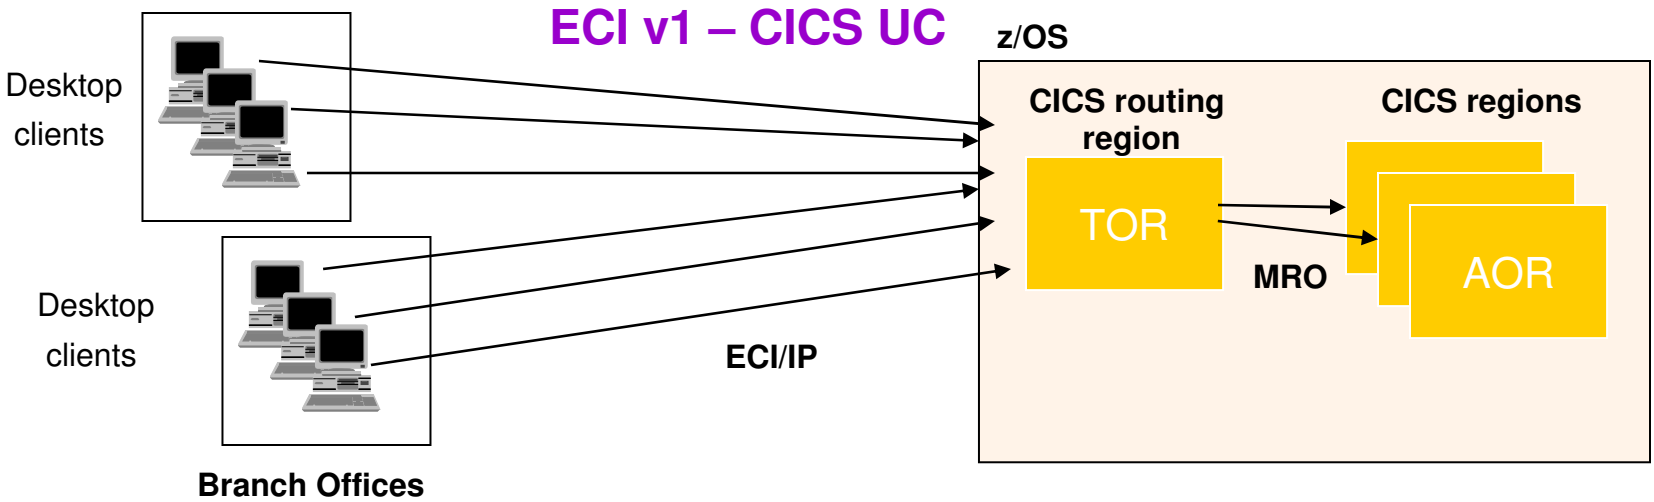 ECI v1 – CICS UC
z/OS
Desktop
clients
CICS routing
region
CICS regions
TOR
AOR
MRO
Desktop
clients
ECI/IP
Branch Offices